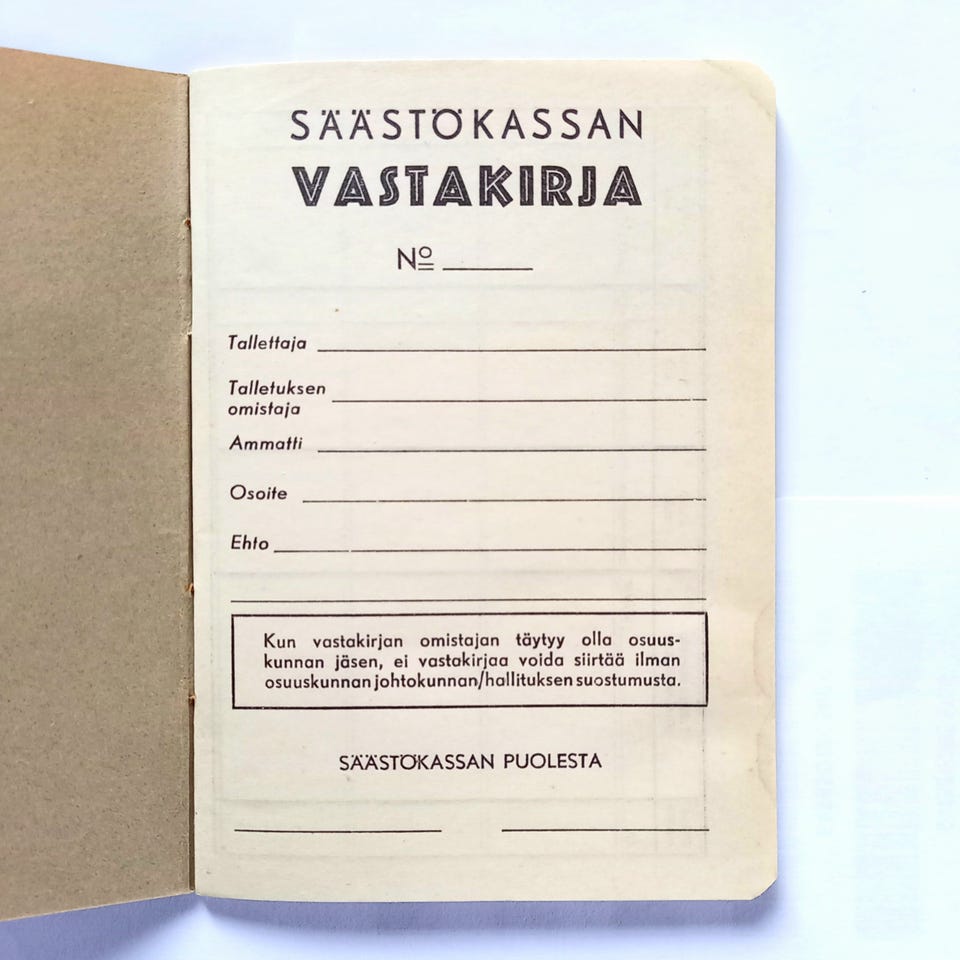 SÄÄSTÖKASSAN
VASTAKIRJA
Nº
Tallettaja
Talletuksen
omistaja
Ammatti
Osoite
Ehto
Kun vastakirjan omistajan täytyy olla osuus-
kunnan jäsen, ei vastakirjaa voida siirtää ilman
osuuskunnan johtokunnan/hallituksen suostumusta.
SÄÄSTÖKASSAN PUOLESTA